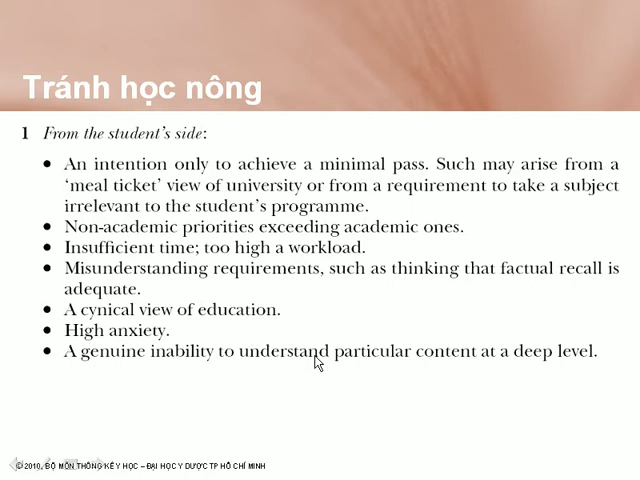 Tránh học nông
1 From the student's side:
• An intention only to achieve a minimal pass. Such may arise from a
'meal ticket' view of university or from a requirement to take a subject
irrelevant to the student's programme.
• Non-academic priorities exceeding academic ones.
• Insufficient time; too high a workload.
• Misunderstanding requirements, such as thinking that factual recall is
adequate.
• A cynical view of education.
• High anxiety.
• A genuine inability to understand particular content at a deep level.
© 2010, BỘ MÔN THỐNG KÊ Y HỌC – ĐẠI HỌC Y DƯỢC TP HỒ CHÍ MINH